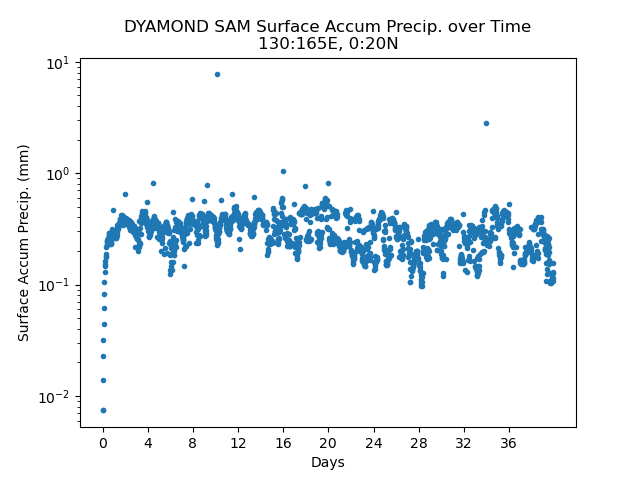 DYAMOND SAM Surface Accum Precip. over Time
130:165E, 0:20N
Surface Accum Precip. (mm)
10¹
10⁰
10⁻¹
10⁻²
0 4 8 12 16 20 24 28 32 36
Days